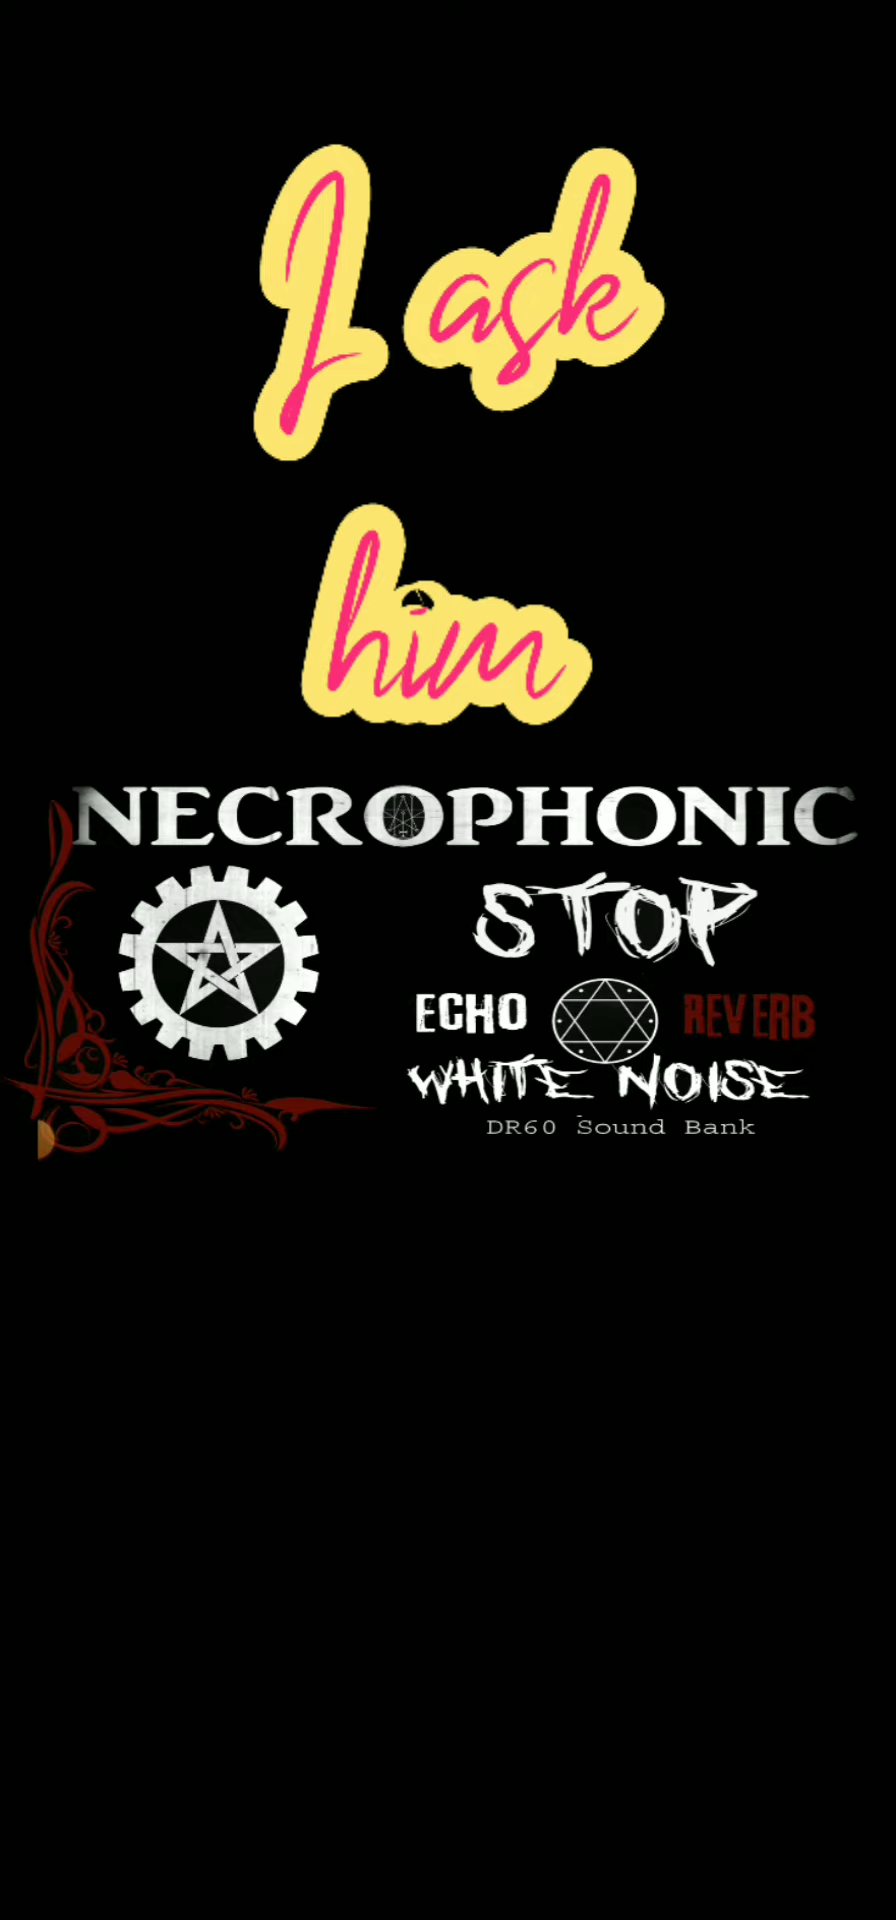 I ask
him
NECROPHONIC
STOP
ECHO REVERB
WHITE NOISE
DR60 Sound Bank